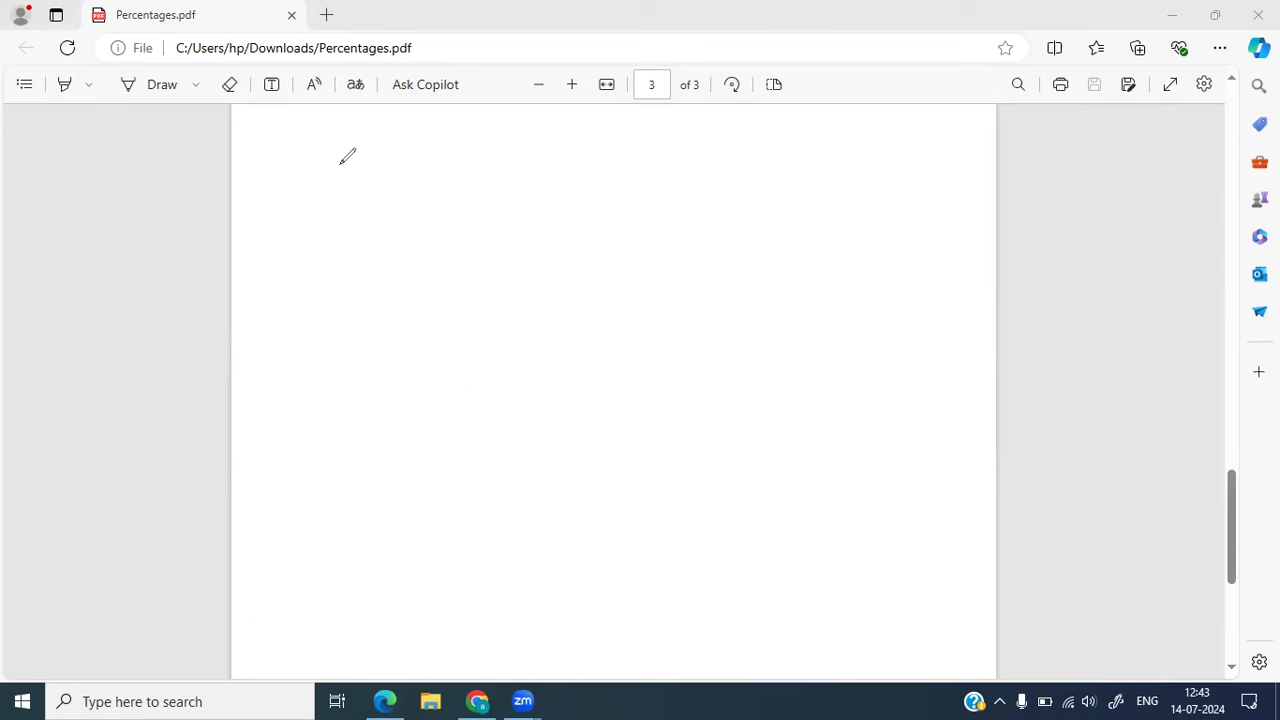 Percentages.pdf
File C:/Users/hp/Downloads/Percentages.pdf
Draw Ask Copilot 3 of 3
Type here to search zm ENG 12:43
14-07-2024